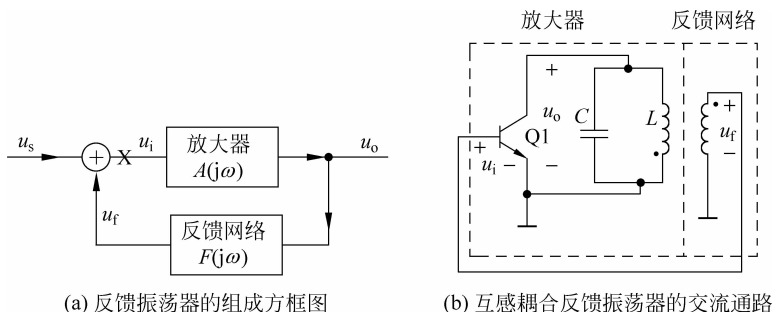 u_s
+
X
u_i
放大器
A(jω)
u_o
u_f
反馈网络
F(jω)
(a) 反馈振荡器的组成方框图
放大器
反馈网络
+
u_o
−
C
L
Q1
+
u_i
−
+
u_f
−
(b) 互感耦合反馈振荡器的交流通路